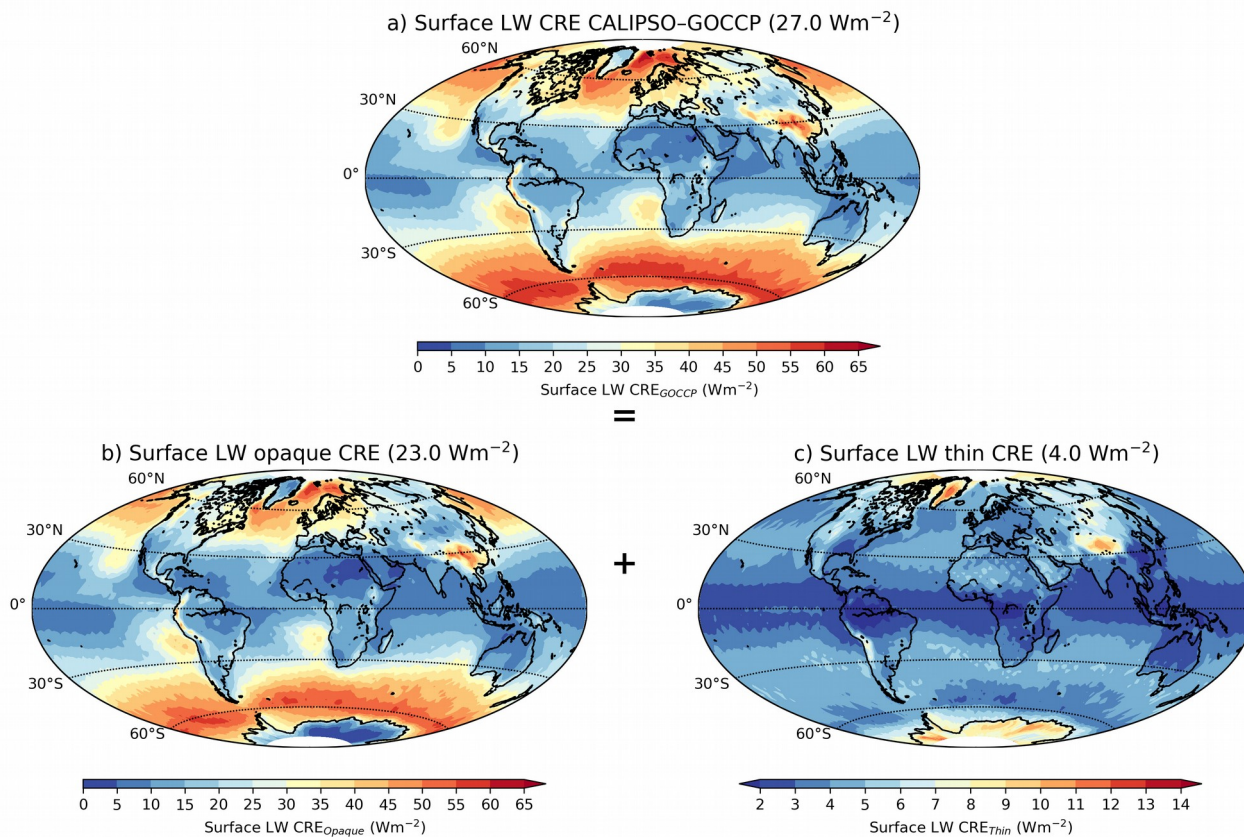 a) Surface LW CRE CALIPSO–GOCCP (27.0 Wm⁻²)
60°N
30°N
0°
30°S
60°S
0 5 10 15 20 25 30 35 40 45 50 55 60 65
Surface LW CRE_GOCCP (Wm⁻²)
=
b) Surface LW opaque CRE (23.0 Wm⁻²)
60°N
30°N
0°
30°S
60°S
0 5 10 15 20 25 30 35 40 45 50 55 60 65
Surface LW CRE_Opaque (Wm⁻²)
+
c) Surface LW thin CRE (4.0 Wm⁻²)
60°N
30°N
0°
30°S
60°S
2 3 4 5 6 7 8 9 10 11 12 13 14
Surface LW CRE_Thin (Wm⁻²)